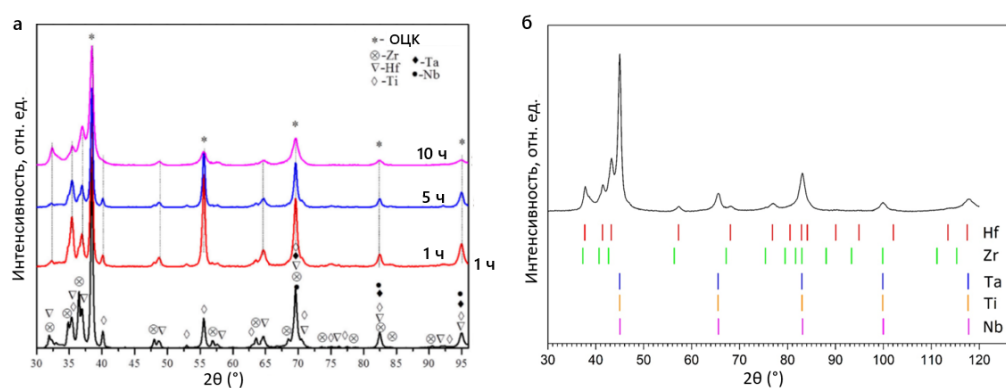 а
Интенсивность, отн. ед.
*- ОЦК
⊗-Zr
▽-Hf
◇-Ti
◆-Ta
●-Nb
10 ч
5 ч
1 ч
1 ч
30 35 40 45 50 55 60 65 70 75 80 85 90 95
2θ (°)
б
Интенсивность, отн. ед.
Hf
Zr
Ta
Ti
Nb
30 40 50 60 70 80 90 100 110 120
2θ (°)